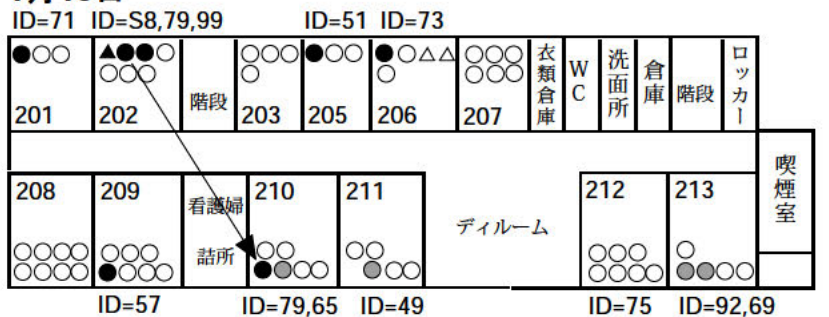 ID=71 ID=S8,79,99 ID=51 ID=73
201
202
階段
203
205
206
207
衣類倉庫
WC
洗面所
倉庫
階段
ロッカー
喫煙室
208
209
看護婦
詰所
210
211
ディルーム
212
213
ID=57 ID=79,65 ID=49 ID=75 ID=92,69